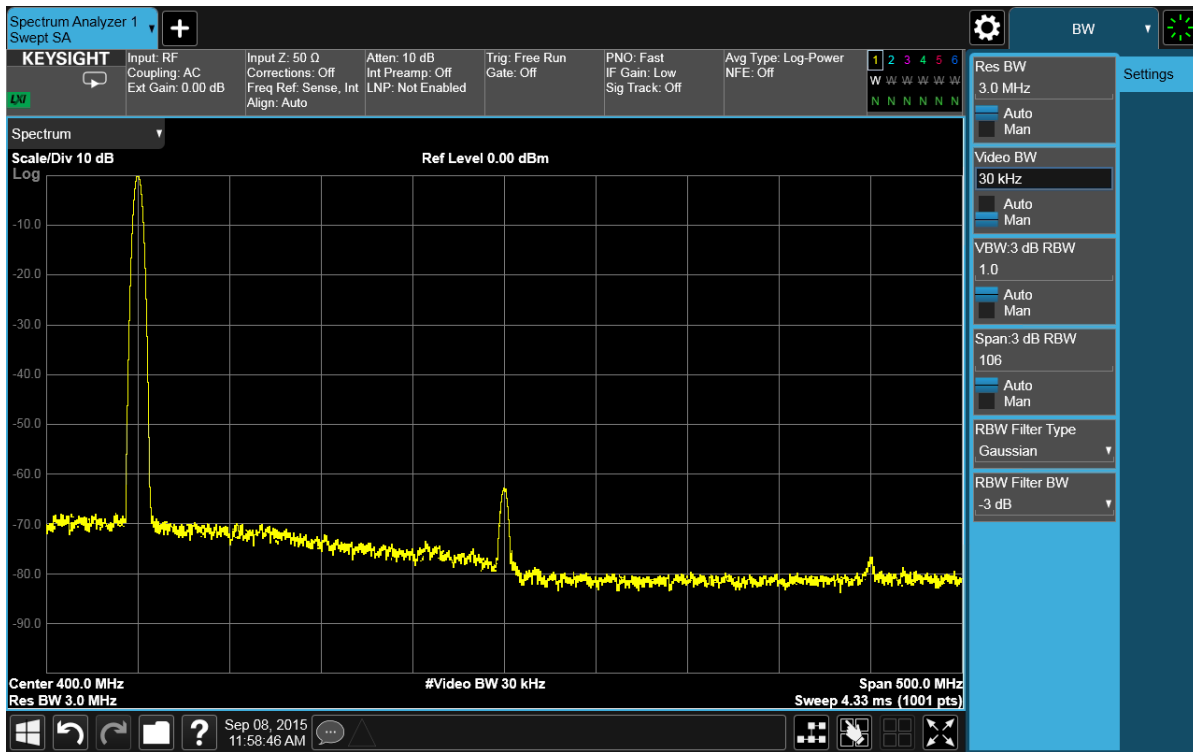 Spectrum Analyzer 1
Swept SA
BW
KEYSIGHT
LXI
Input: RF
Coupling: AC
Ext Gain: 0.00 dB
Input Z: 50 Ω
Corrections: Off
Freq Ref: Sense, Int
Align: Auto
Atten: 10 dB
Int Preamp: Off
LNP: Not Enabled
Trig: Free Run
Gate: Off
PNO: Fast
IF Gain: Low
Sig Track: Off
Avg Type: Log-Power
NFE: Off
1 2 3 4 5 6
W W W W W W
N N N N N N
Spectrum
Scale/Div 10 dB
Ref Level 0.00 dBm
Log
-10.0
-20.0
-30.0
-40.0
-50.0
-60.0
-70.0
-80.0
-90.0
Center 400.0 MHz
Res BW 3.0 MHz
#Video BW 30 kHz
Span 500.0 MHz
Sweep 4.33 ms (1001 pts)
Res BW
3.0 MHz
Auto
Man
Video BW
30 kHz
Auto
Man
VBW:3 dB RBW
1.0
Auto
Man
Span:3 dB RBW
106
Auto
Man
RBW Filter Type
Gaussian
RBW Filter BW
-3 dB
Settings
?
Sep 08, 2015
11:58:46 AM